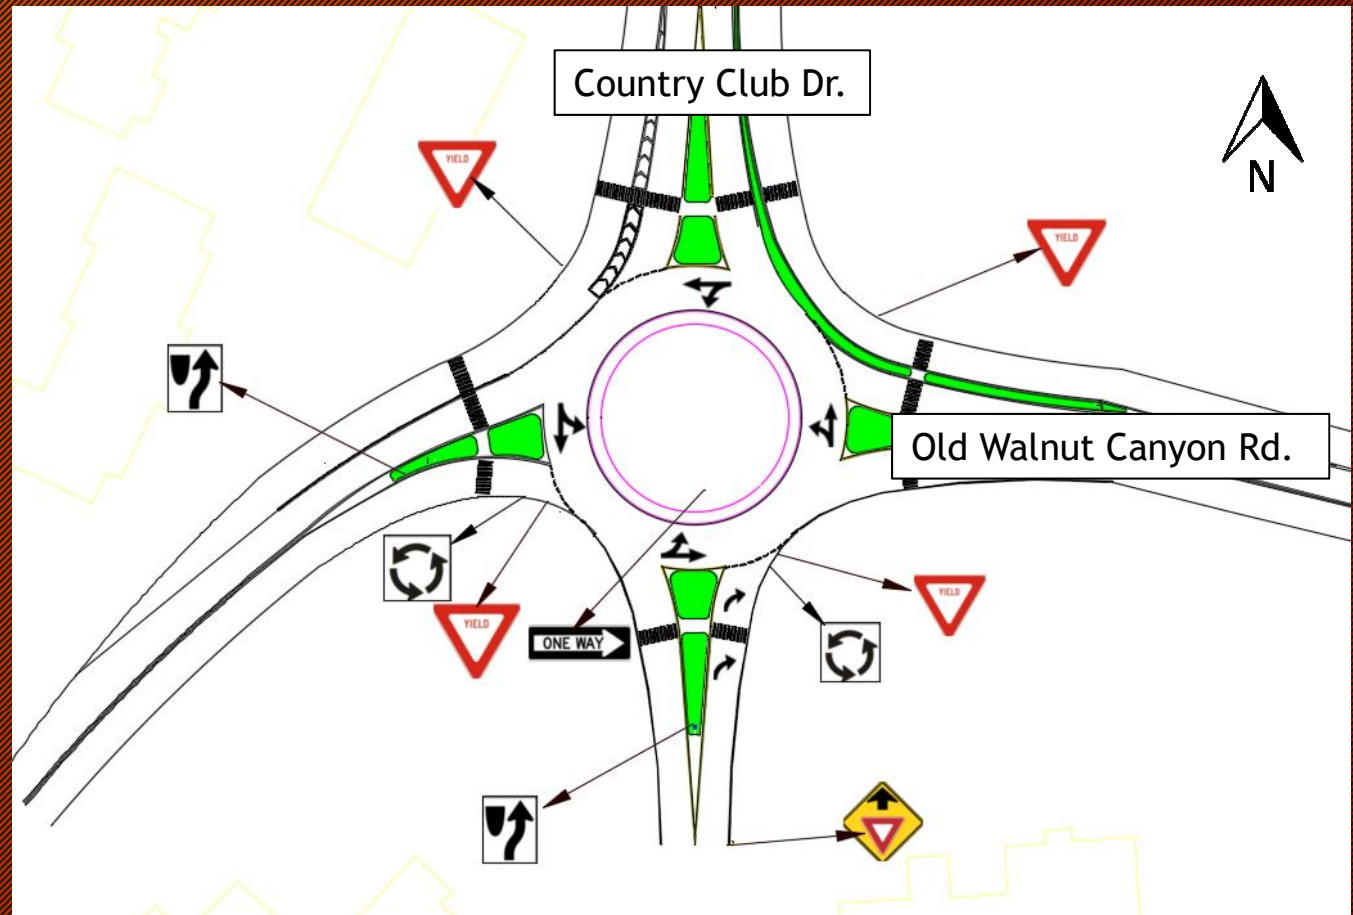 Country Club Dr.
YIELD
N
YIELD
Old Walnut Canyon Rd.
YIELD
YIELD
ONE WAY